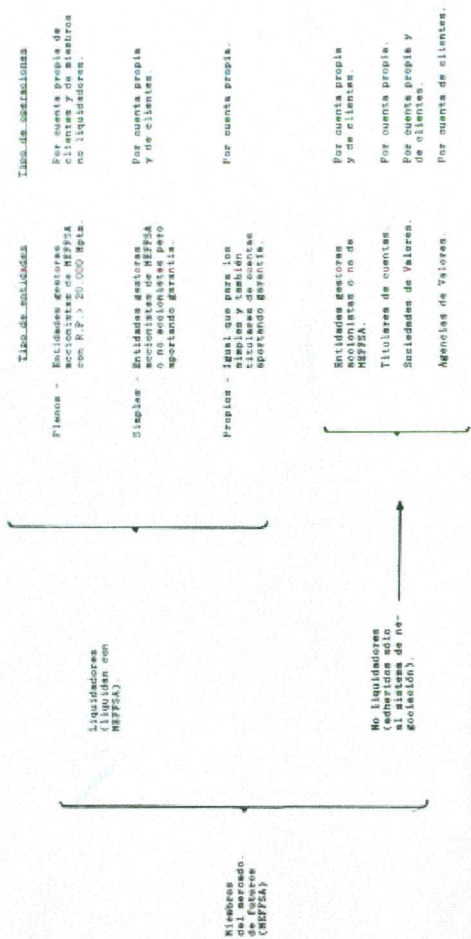 Miembros
del mercado.
de Futuros
(MEFFSA)
Liquidadores
(liquidan con
MEFFSA).
No liquidadores
(adheridos sólo
al sistema de ne-
gociación).
Tipo de entidades
Tipo de operaciones
Plenos - Entidades gestoras
accionistas de MEFFSA
con R.P. > 20.000 Mpts.
Por cuenta propia de
clientes y de miembros
no liquidadores.
Simples - Entidades gestoras
accionistas de MEFFSA
o no accionistas pero
aportando garantía.
Por cuenta propia
y de clientes
Propios - Igual que para los
simples y también
titulares de cuentas
aportando garantía.
Por cuenta propia.
Entidades gestoras
accionistas o no de
MEFFSA.
Por cuenta propia
y de clientes.
Titulares de cuentas.
Por cuenta propia.
Sociedades de Valores.
Por cuenta propia y
de clientes.
Agencias de Valores.
Por cuenta de clientes.